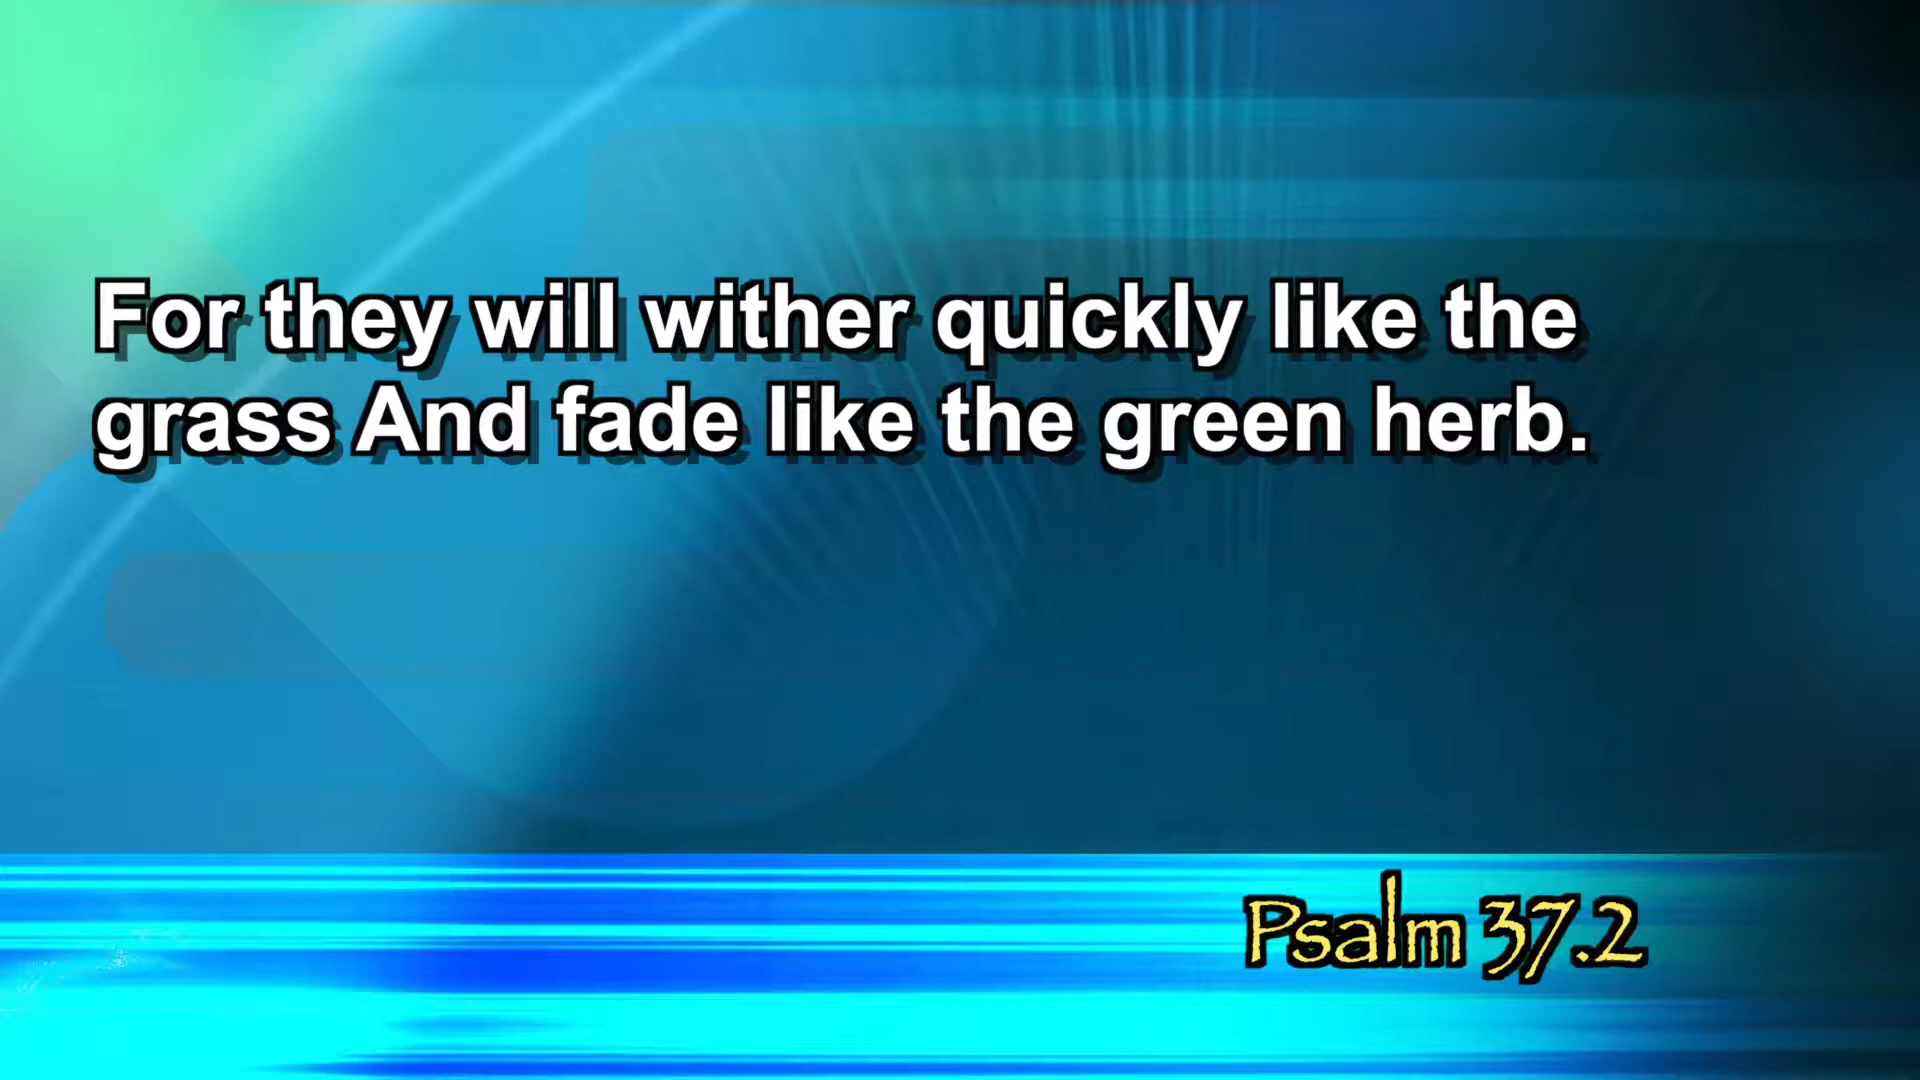 For they will wither quickly like the
grass And fade like the green herb.
Psalm 37.2